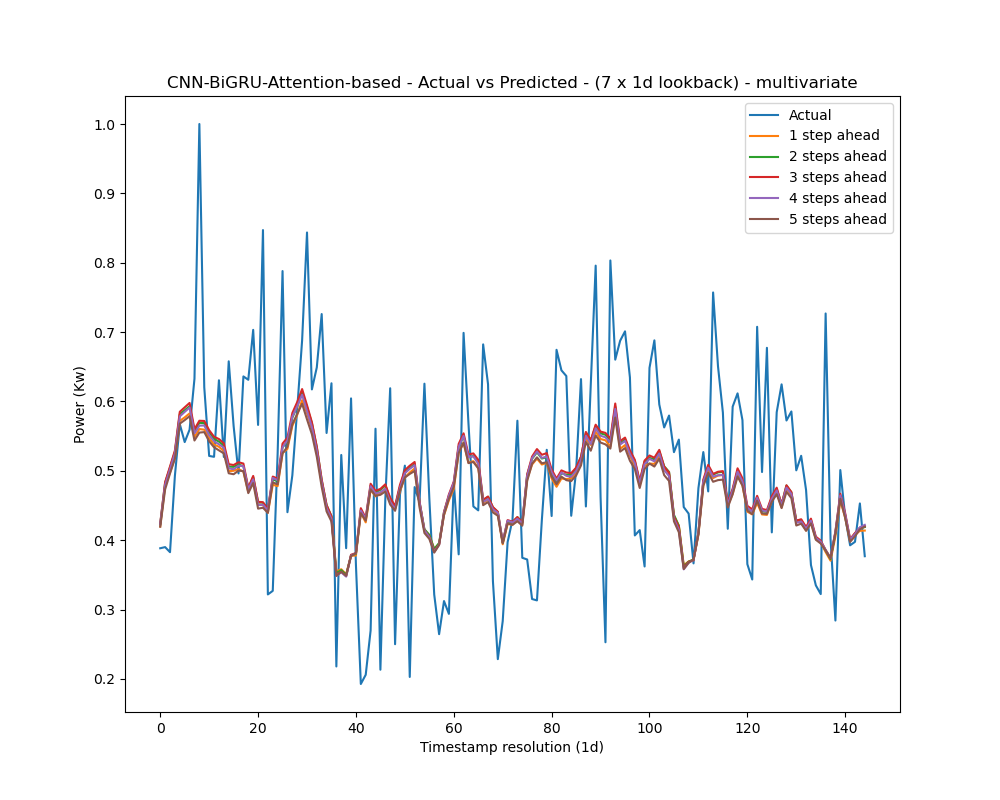 CNN-BiGRU-Attention-based - Actual vs Predicted - (7 x 1d lookback) - multivariate
Actual
1 step ahead
2 steps ahead
3 steps ahead
4 steps ahead
5 steps ahead
Power (Kw)
1.0
0.9
0.8
0.7
0.6
0.5
0.4
0.3
0.2
0 20 40 60 80 100 120 140
Timestamp resolution (1d)